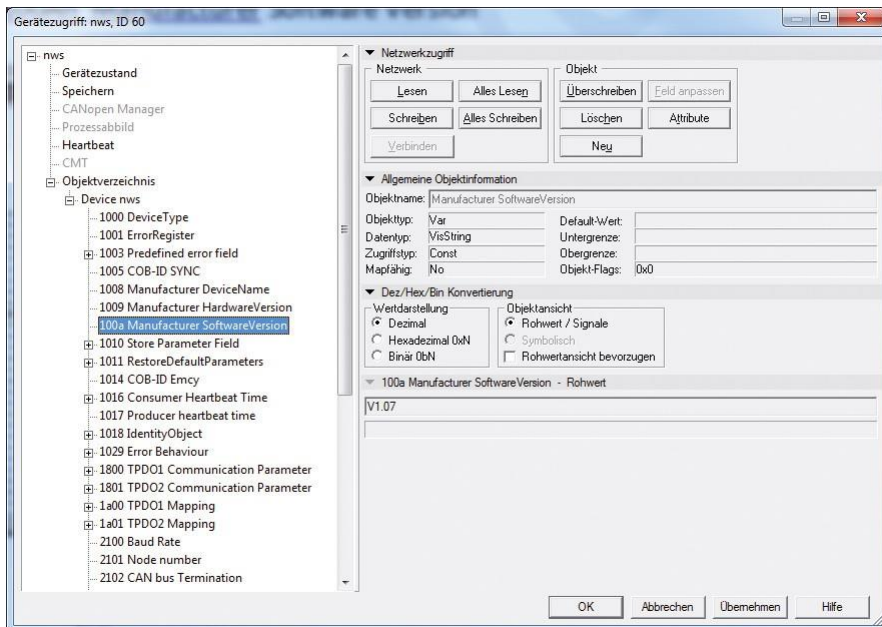 Gerätezugriff: nws, ID 60
Manufacturer Software Version
nws
Gerätezustand
Speichern
CANopen Manager
Prozessabbild
Heartbeat
CMT
Objektverzeichnis
Device nws
1000 DeviceType
1001 ErrorRegister
1003 Predefined error field
1005 COB-ID SYNC
1008 Manufacturer DeviceName
1009 Manufacturer HardwareVersion
100a Manufacturer SoftwareVersion
1010 Store Parameter Field
1011 RestoreDefaultParameters
1014 COB-ID Emcy
1016 Consumer Heartbeat Time
1017 Producer heartbeat time
1018 IdentityObject
1029 Error Behaviour
1800 TPDO1 Communication Parameter
1801 TPDO2 Communication Parameter
1a00 TPDO1 Mapping
1a01 TPDO2 Mapping
2100 Baud Rate
2101 Node number
2102 CAN bus Termination
Netzwerkzugriff
Netzwerk
Lesen Alles Lesen
Schreiben Alles Schreiben
Verbinden
Objekt
Überschreiben Feld anpassen
Löschen Attribute
Neu
Allgemeine Objektinformation
Objektname: Manufacturer SoftwareVersion
Objekttyp: Var Default-Wert:
Datentyp: VisString Untergrenze:
Zugriffstyp: Const Obergrenze:
Mapfähig: No Objekt-Flags: 0x0
Dez/Hex/Bin Konvertierung
Wertdarstellung
Dezimal
Hexadezimal 0xN
Binär 0bN
Objektansicht
Rohwert / Signale
Symbolisch
Rohwertansicht bevorzugen
100a Manufacturer SoftwareVersion - Rohwert
V1.07
OK Abbrechen Übernehmen Hilfe